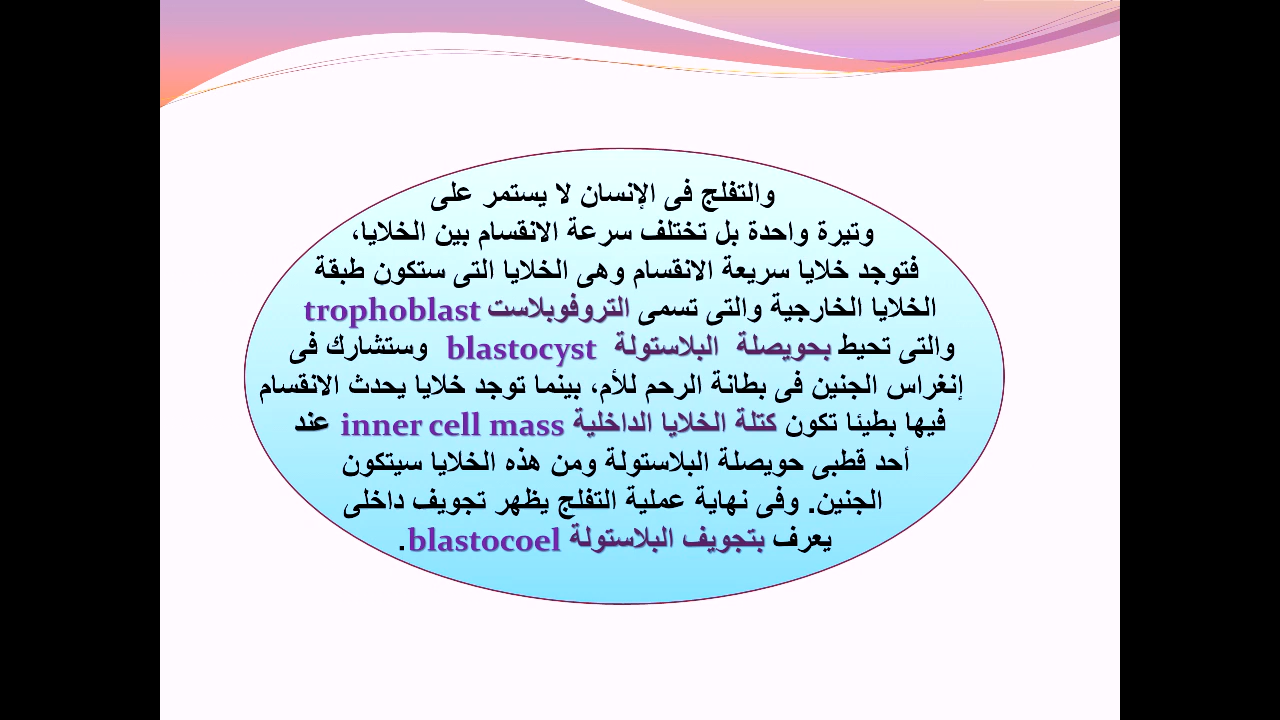 والتفلج فى الإنسان لا يستمر على
وتيرة واحدة بل تختلف سرعة الانقسام بين الخلايا،
فتوجد خلايا سريعة الانقسام وهى الخلايا التى ستكون طبقة
الخلايا الخارجية والتى تسمى التروفوبلاست trophoblast
والتى تحيط بحويصلة البلاستولة blastocyst وستشارك فى
إنغراس الجنين فى بطانة الرحم للأم، بينما توجد خلايا يحدث الانقسام
فيها بطيئا تكون كتلة الخلايا الداخلية inner cell mass عند
أحد قطبى حويصلة البلاستولة ومن هذه الخلايا سيتكون
الجنين. وفى نهاية عملية التفلج يظهر تجويف داخلى
يعرف بتجويف البلاستولة blastocoel.